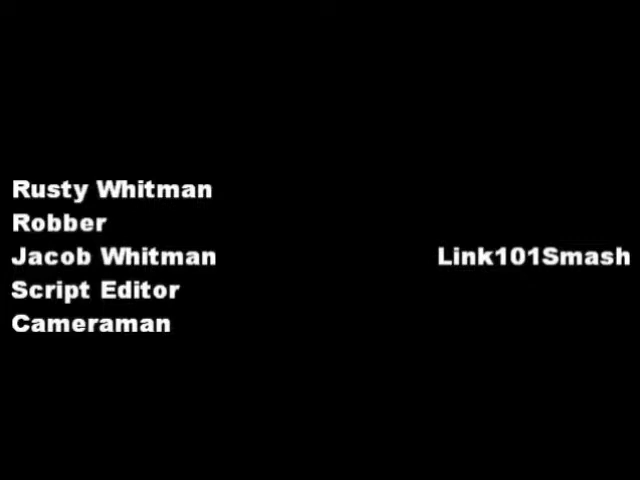 Rusty Whitman
Robber
Jacob Whitman Link101Smash
Script Editor
Cameraman